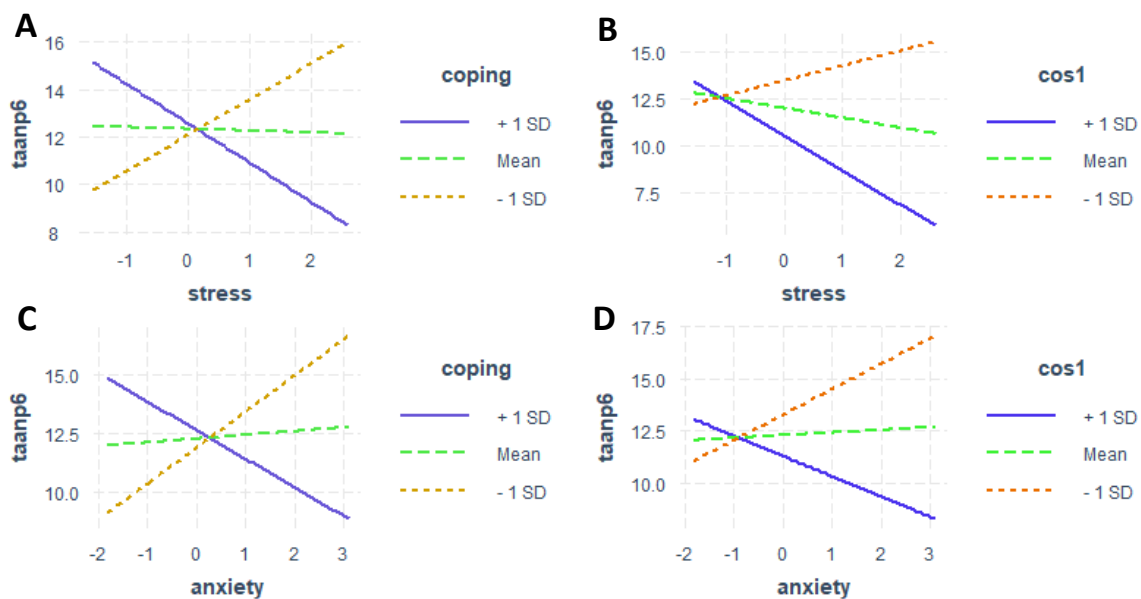 A
16
14
12
10
8
taanp6
-1
0
1
2
stress
coping
+ 1 SD
Mean
- 1 SD
B
15.0
12.5
10.0
7.5
taanp6
-1
0
1
2
stress
cos1
+ 1 SD
Mean
- 1 SD
C
15.0
12.5
10.0
taanp6
-2
-1
0
1
2
3
anxiety
coping
+ 1 SD
Mean
- 1 SD
D
17.5
15.0
12.5
10.0
taanp6
-2
-1
0
1
2
3
anxiety
cos1
+ 1 SD
Mean
- 1 SD